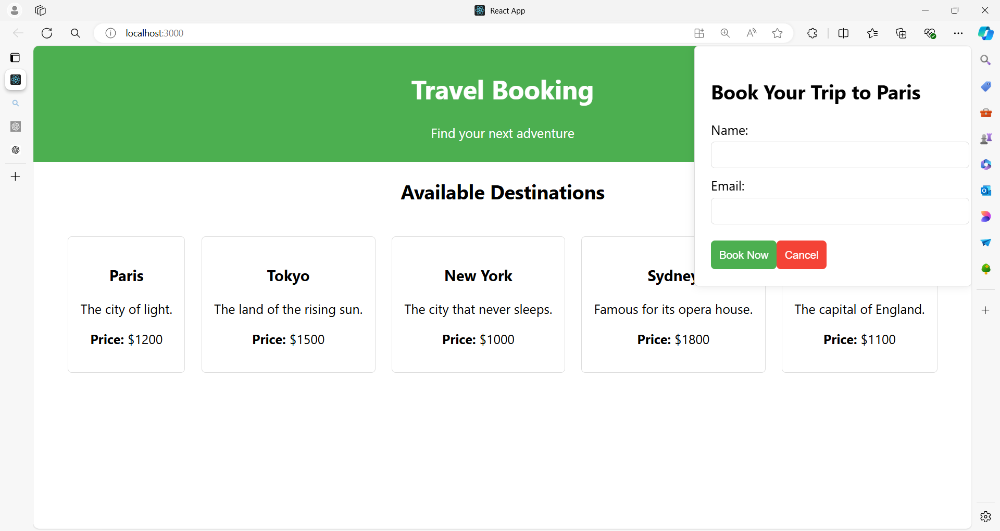 React App
localhost:3000
Travel Booking
Find your next adventure
Available Destinations
Paris
The city of light.
Price: $1200
Tokyo
The land of the rising sun.
Price: $1500
New York
The city that never sleeps.
Price: $1000
Sydney
Famous for its opera house.
Price: $1800
The capital of England.
Price: $1100
Book Your Trip to Paris
Name:
Email:
Book Now
Cancel